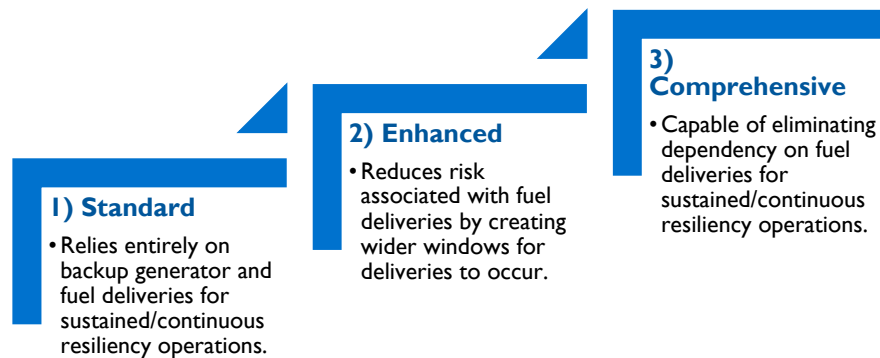 1) Standard
• Relies entirely on
backup generator and
fuel deliveries for
sustained/continuous
resiliency operations.
2) Enhanced
• Reduces risk
associated with fuel
deliveries by creating
wider windows for
deliveries to occur.
3)
Comprehensive
• Capable of eliminating
dependency on fuel
deliveries for
sustained/continuous
resiliency operations.